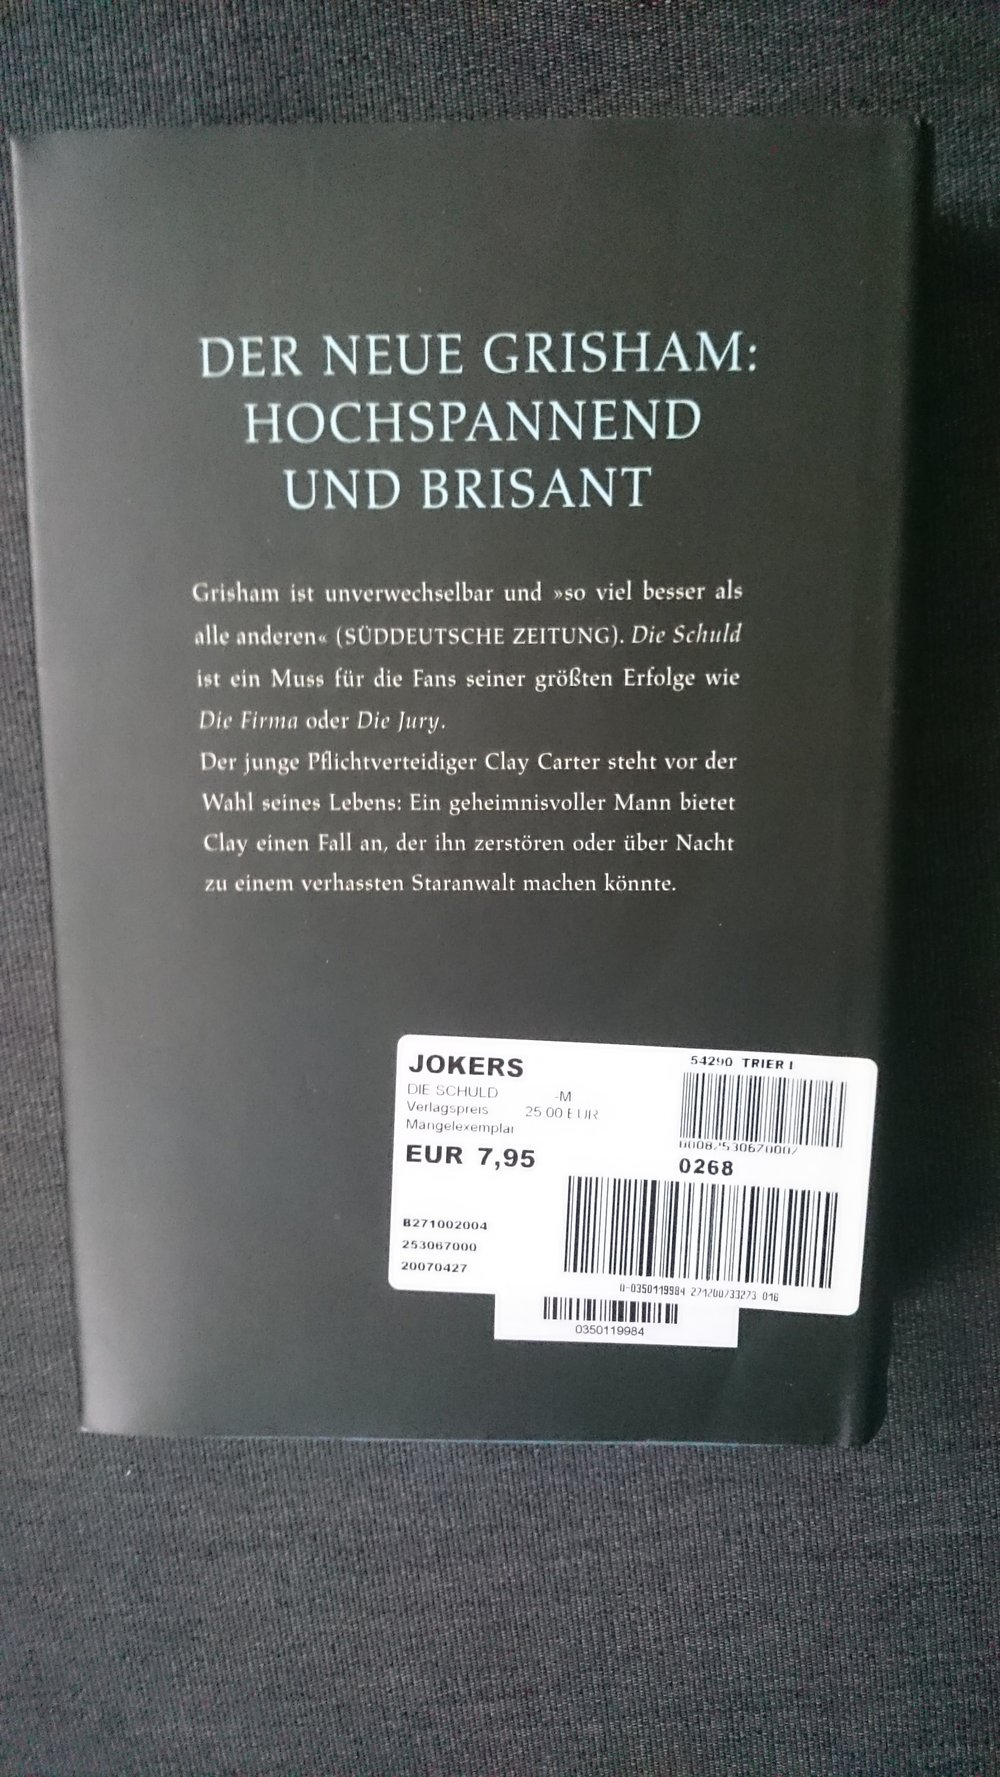 DER NEUE GRISHAM:
HOCHSPANNEND
UND BRISANT
Grisham ist unverwechselbar und »so viel besser als
alle anderen« (SÜDDEUTSCHE ZEITUNG). Die Schuld
ist ein Muss für die Fans seiner größten Erfolge wie
Die Firma oder Die Jury.
Der junge Pflichtverteidiger Clay Carter steht vor der
Wahl seines Lebens: Ein geheimnisvoller Mann bietet
Clay einen Fall an, der ihn zerstören oder über Nacht
zu einem verhassten Staranwalt machen könnte.
JOKERS
54290 TRIER I
DIE SCHULD -M
Verlagspreis 25.00 EUR
Mängelexemplar
EUR 7,95
0268
B271002004
253067000
20070427
0-0350119984 016
0350119984